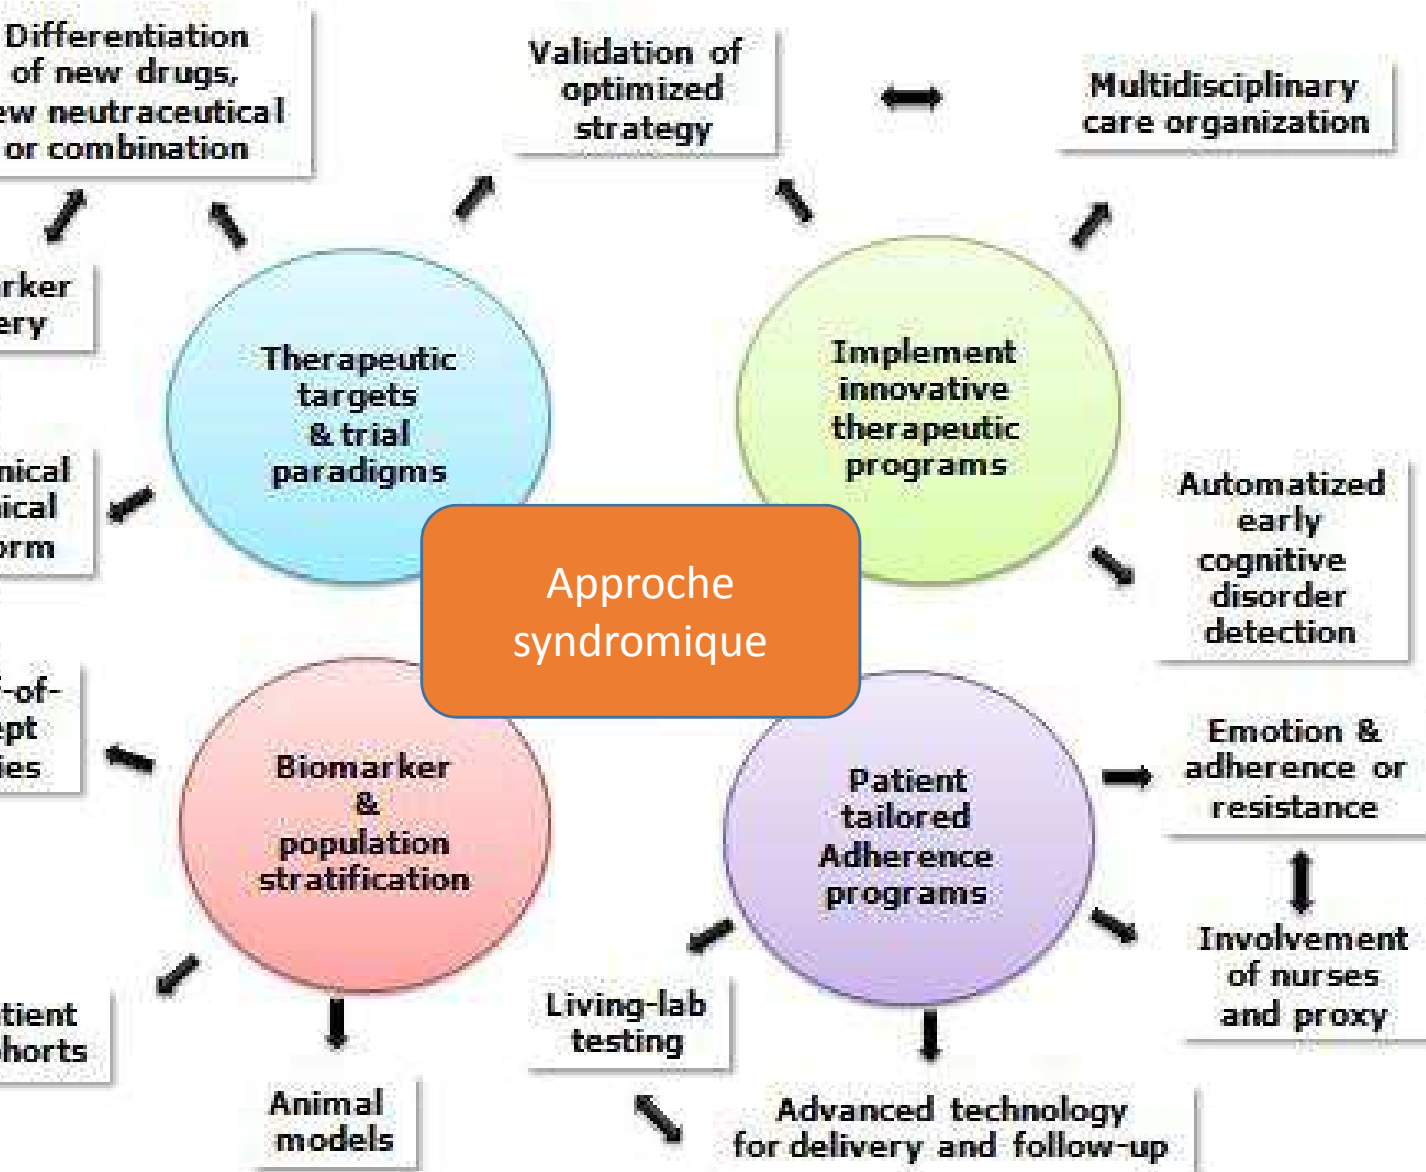 Differentiation
of new drugs,
neutraceutical
or combination
Validation of
optimized
strategy
Multidisciplinary
care organization
Therapeutic
targets
& trial
paradigms
Implement
innovative
therapeutic
programs
Automatized
early
cognitive
disorder
detection
Approche
syndromique
Biomarker
&
population
stratification
Patient
tailored
Adherence
programs
Emotion &
adherence or
resistance
Involvement
of nurses
and proxy
Living-lab
testing
Animal
models
Advanced technology
for delivery and follow-up